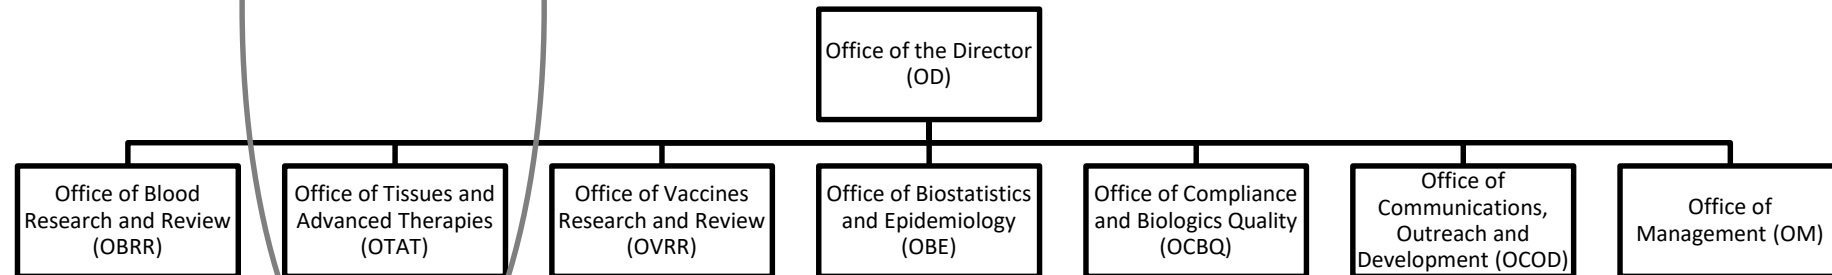 Office of the Director
(OD)
Office of Blood
Research and Review
(OBRR)
Office of Tissues and
Advanced Therapies
(OTAT)
Office of Vaccines
Research and Review
(OVRR)
Office of Biostatistics
and Epidemiology
(OBE)
Office of Compliance
and Biologics Quality
(OCBQ)
Office of
Communications,
Outreach and
Development (OCOD)
Office of
Management (OM)